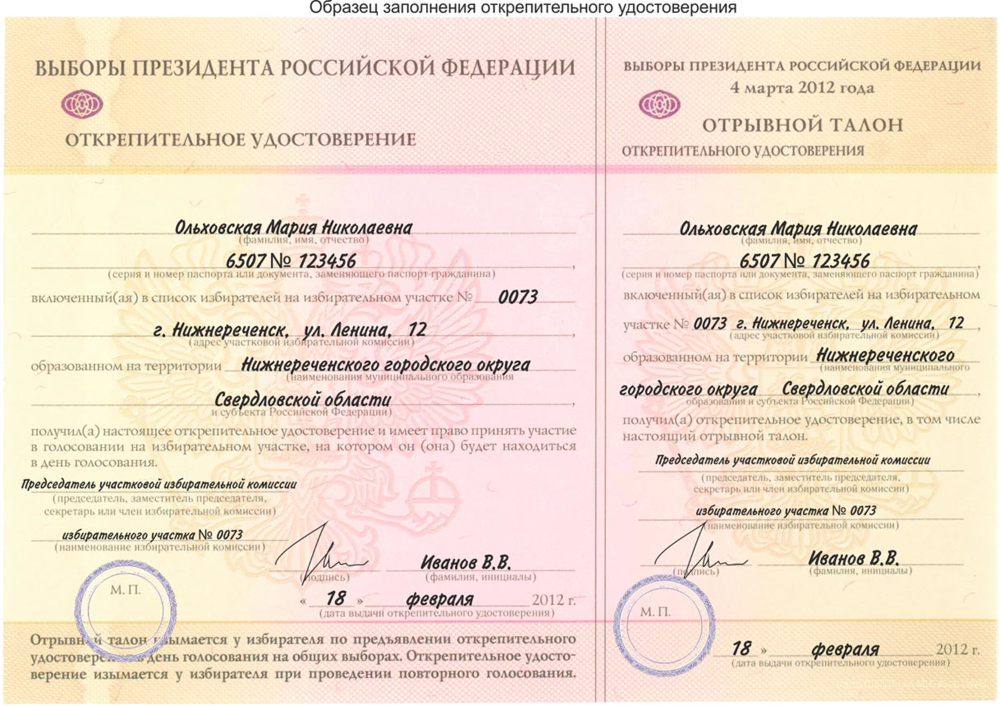 Образец заполнения открепительного удостоверения
ВЫБОРЫ ПРЕЗИДЕНТА РОССИЙСКОЙ ФЕДЕРАЦИИ
ОТКРЕПИТЕЛЬНОЕ УДОСТОВЕРЕНИЕ
Ольховская Мария Николаевна
(фамилия, имя, отчество)
6507 № 123456 ,
(серия и номер паспорта или документа, заменяющего паспорт гражданина)
включенный(ая) в список избирателей на избирательном участке № 0073
г. Нижнереченск, ул. Ленина, 12 ,
(адрес участковой избирательной комиссии)
образованном на территории Нижнереченского городского округа
(наименования муниципального образования
Свердловской области ,
и субъекта Российской Федерации)
получил(а) настоящее открепительное удостоверение и имеет право принять участие
в голосовании на избирательном участке, на котором он (она) будет находиться
в день голосования.
Председатель участковой избирательной комиссии
(председатель, заместитель председателя,
секретарь или член избирательной комиссии)
избирательного участка № 0073
(наименование избирательной комиссии)
Иванов В.В.
(подпись) (фамилия, инициалы)
М. П.
« 18 » февраля 2012 г.
(дата выдачи открепительного удостоверения)
Отрывной талон изымается у избирателя по предъявлении открепительного
удостоверения в день голосования на общих выборах. Открепительное удосто-
верение изымается у избирателя при проведении повторного голосования.
ВЫБОРЫ ПРЕЗИДЕНТА РОССИЙСКОЙ ФЕДЕРАЦИИ
4 марта 2012 года
ОТРЫВНОЙ ТАЛОН
ОТКРЕПИТЕЛЬНОГО УДОСТОВЕРЕНИЯ
Ольховская Мария Николаевна
(фамилия, имя, отчество)
6507 № 123456 ,
(серия и номер паспорта или документа, заменяющего паспорт гражданина)
включенный(ая) в список избирателей на избирательном
участке № 0073 г. Нижнереченск, ул. Ленина, 12 ,
(адрес участковой избирательной комиссии)
образованном на территории Нижнереченского
(наименования муниципального
городского округа Свердловской области ,
образования и субъекта Российской Федерации)
получил(а) открепительное удостоверение, в том числе
настоящий отрывной талон.
Председатель участковой избирательной комиссии
(председатель, заместитель председателя,
секретарь или член избирательной комиссии)
избирательного участка № 0073
(наименование избирательной комиссии)
Иванов В.В.
(подпись) (фамилия, инициалы)
М. П.
18 » февраля 2012 г.
(дата выдачи открепительного удостоверения)